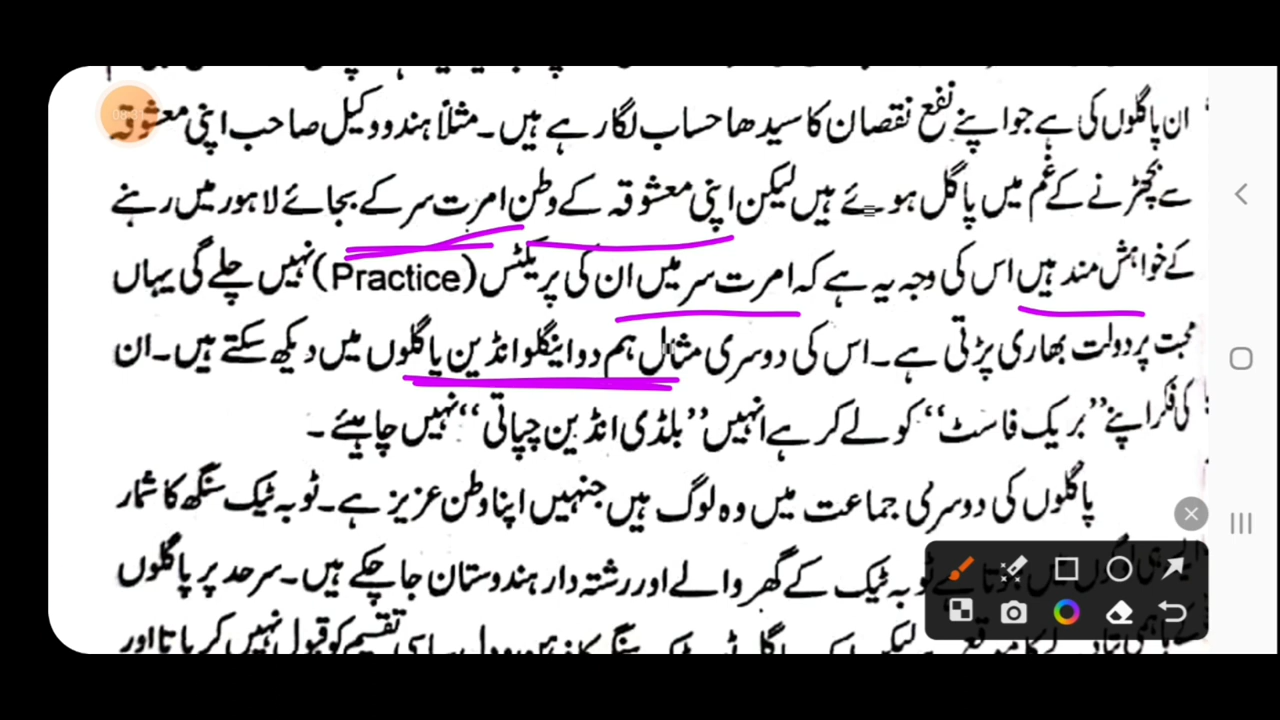 ان پاگلوں کی ہے جو اپنے نفع نقصان کا سیدھا حساب لگا رہے ہیں۔ مثلاً ہندو وکیل صاحب اپنی معشوقہ
سے بچھڑنے کے غم میں پاگل ہوئے ہیں لیکن اپنی معشوقہ کے وطن امرت سر کے بجائے لاہور میں رہنے
کے خواہش مند ہیں اس کی وجہ یہ ہے کہ امرت سر میں ان کی پریکٹس (Practice) نہیں چلے گی یہاں
محبت پر دولت بھاری پڑتی ہے۔ اس کی دوسری مثال ہم دو اینگلو انڈین پاگلوں میں دیکھ سکتے ہیں۔ ان
کی فکر اپنے ”بریک فاسٹ“ کو لے کر ہے انہیں ”بلڈی انڈین چپاتی“ نہیں چاہیئے۔
پاگلوں کی دوسری جماعت میں وہ لوگ ہیں جنہیں اپنا وطن عزیز ہے۔ ٹوبہ ٹیک سنگھ کا شمار
ٹوبہ ٹیک کے گھر والے اور رشتہ دار ہندوستان جا چکے ہیں۔ سرحد پر پاگلوں
تقسیم کو قبول نہیں کر پاتا اور